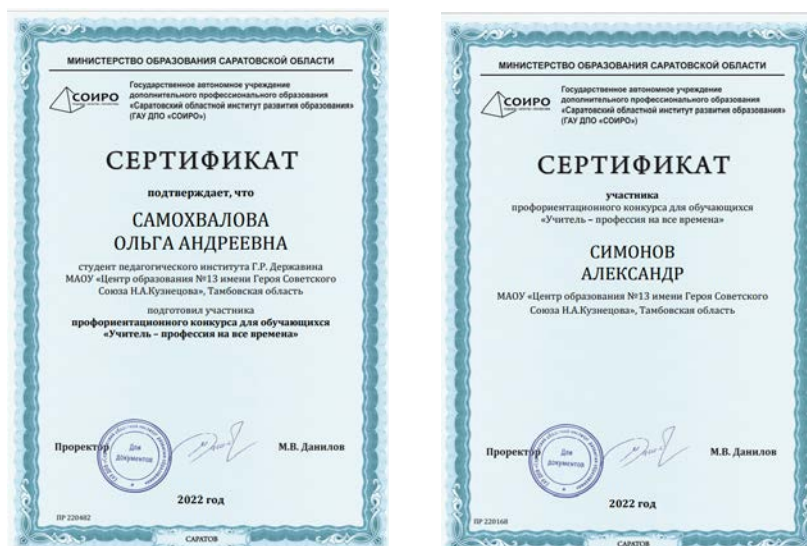 МИНИСТЕРСТВО ОБРАЗОВАНИЯ САРАТОВСКОЙ ОБЛАСТИ
СОИРО
Государственное автономное учреждение
дополнительного профессионального образования
«Саратовский областной институт развития образования»
(ГАУ ДПО «СОИРО»)
СЕРТИФИКАТ
подтверждает, что
САМОХВАЛОВА
ОЛЬГА АНДРЕЕВНА
студент педагогического института Г.Р. Державина
МАОУ «Центр образования №13 имени Героя Советского
Союза Н.А.Кузнецова», Тамбовская область
подготовил участника
профориентационного конкурса для обучающихся
«Учитель – профессия на все времена»
Проректор
Для
документов
М.В. Данилов
2022 год
ПР 220482
САРАТОВ
МИНИСТЕРСТВО ОБРАЗОВАНИЯ САРАТОВСКОЙ ОБЛАСТИ
СОИРО
Государственное автономное учреждение
дополнительного профессионального образования
«Саратовский областной институт развития образования»
(ГАУ ДПО «СОИРО»)
СЕРТИФИКАТ
участника
профориентационного конкурса для обучающихся
«Учитель – профессия на все времена»
СИМОНОВ
АЛЕКСАНДР
МАОУ «Центр образования №13 имени Героя Советского
Союза Н.А.Кузнецова», Тамбовская область
Проректор
Для
документов
М.В. Данилов
2022 год
ПР 220168
САРАТОВ